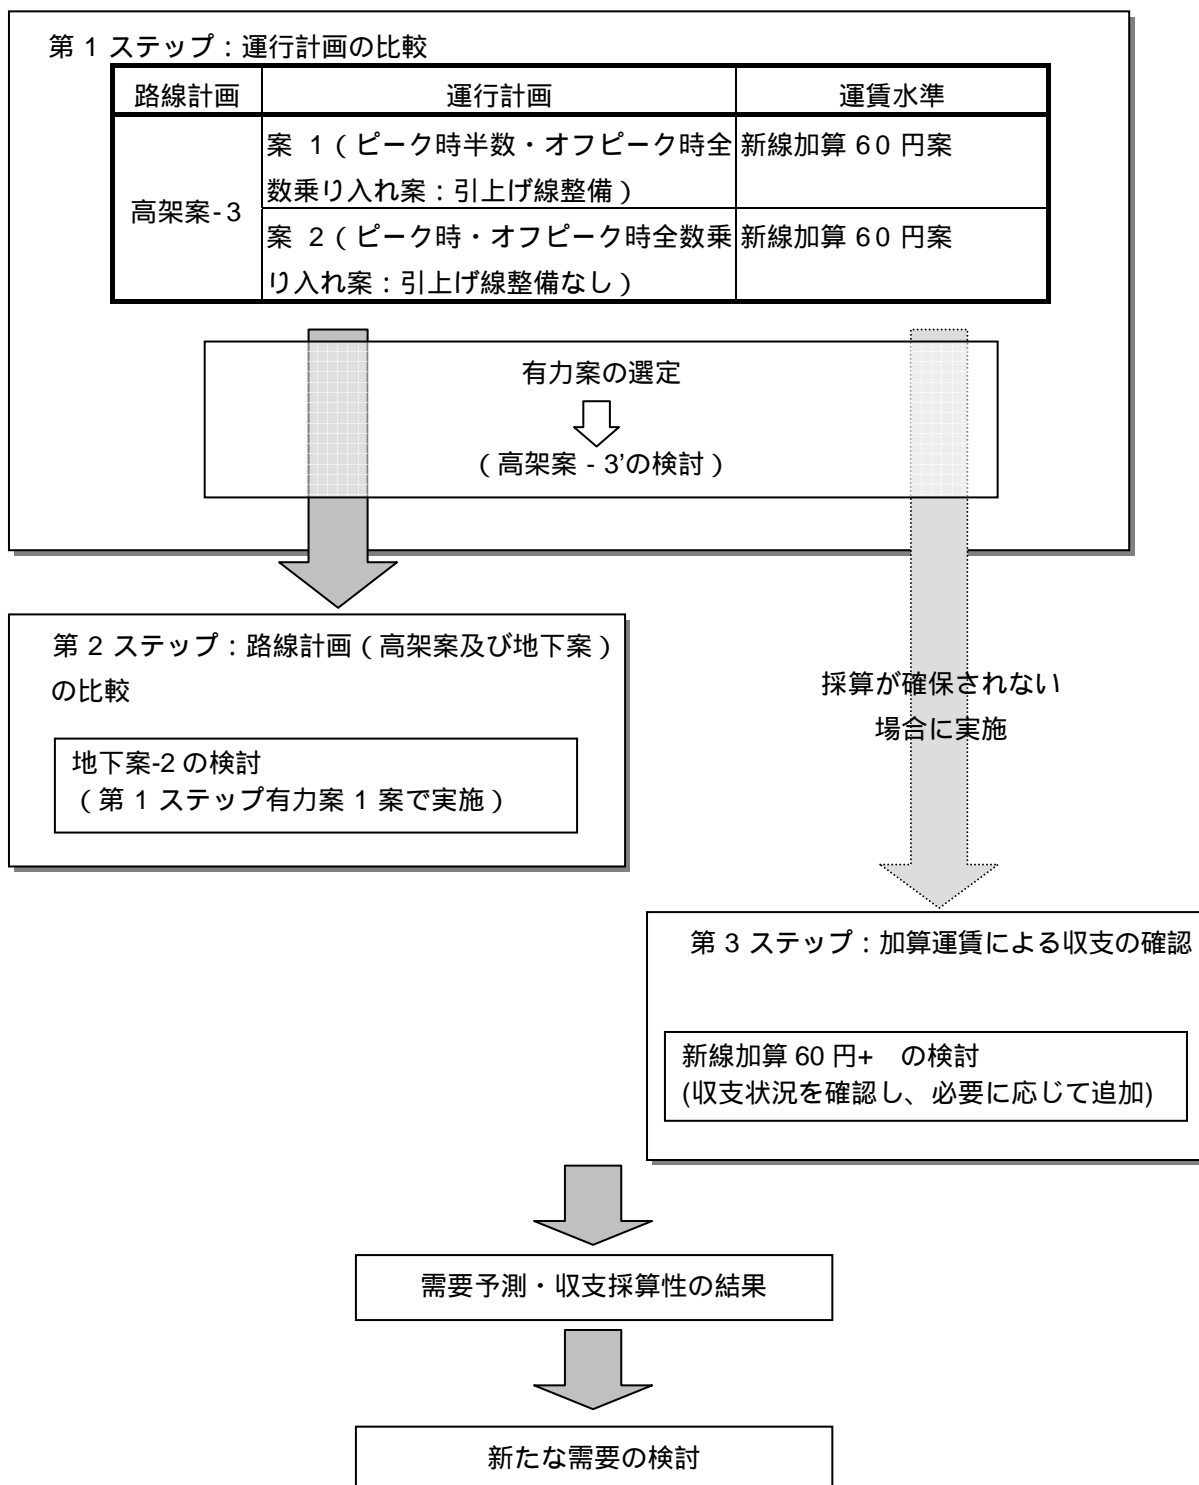 第 1 ステップ：運行計画の比較
路線計画
運行計画
運賃水準
高架案-3
案 1（ピーク時半数・オフピーク時全
数乗り入れ案：引上げ線整備）
新線加算 60 円案
案 2（ピーク時・オフピーク時全数乗
り入れ案：引上げ線整備なし）
新線加算 60 円案
有力案の選定
（高架案 - 3'の検討）
第 2 ステップ：路線計画（高架案及び地下案）
の比較
地下案-2 の検討
（第 1 ステップ有力案 1 案で実施）
採算が確保されない
場合に実施
第 3 ステップ：加算運賃による収支の確認
新線加算 60 円+　の検討
(収支状況を確認し、必要に応じて追加)
需要予測・収支採算性の結果
新たな需要の検討